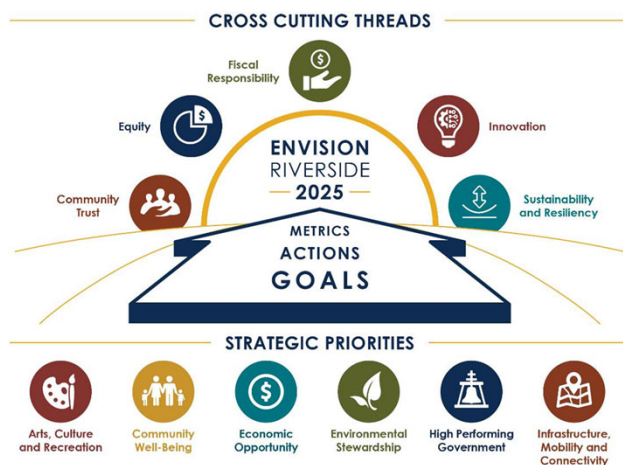 CROSS CUTTING THREADS
Fiscal
Responsibility
$
Equity
$
Innovation
Community
Trust
Sustainability
and Resiliency
ENVISION
RIVERSIDE
2025
METRICS
ACTIONS
GOALS
STRATEGIC PRIORITIES
$
Arts, Culture
and Recreation
Community
Well-Being
Economic
Opportunity
Environmental
Stewardship
High Performing
Government
Infrastructure,
Mobility and
Connectivity